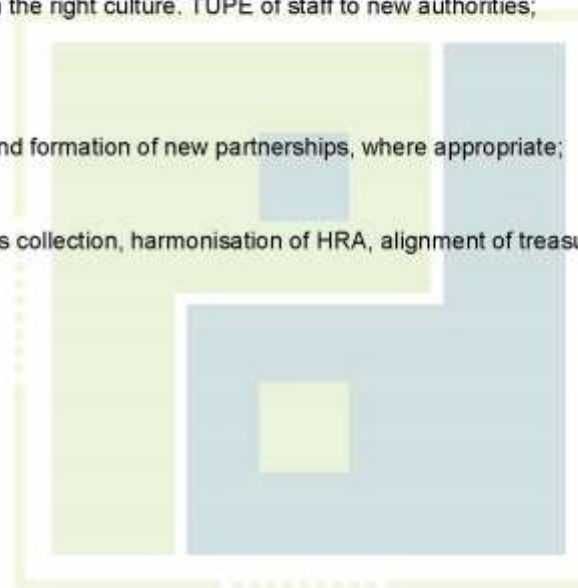 the right culture. TUPE of staff to new authorities;
nd formation of new partnerships, where appropriate;
s collection, harmonisation of HRA, alignment of treasu